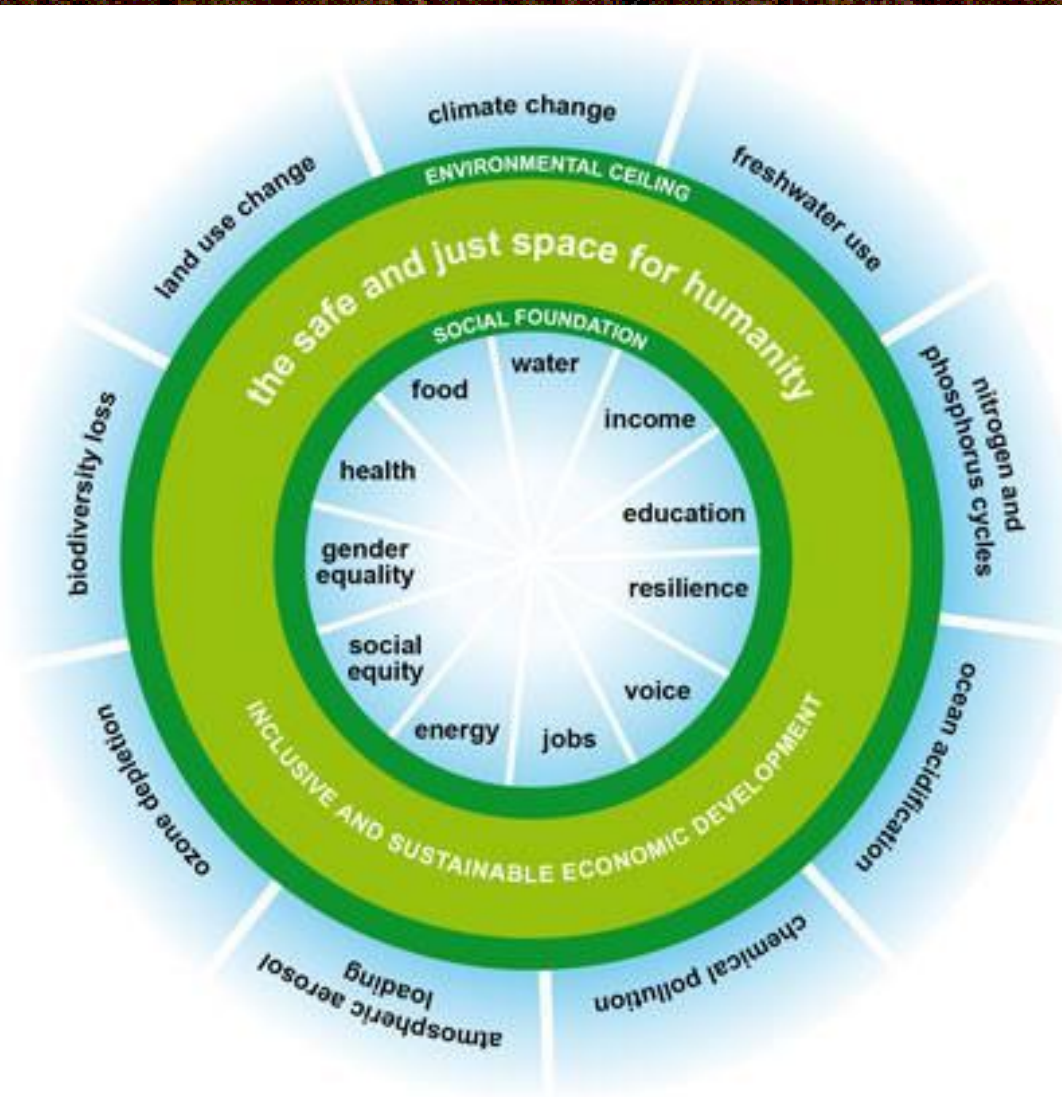 climate change
freshwater use
nitrogen and
phosphorus cycles
ocean acidification
chemical pollution
atmospheric aerosol
loading
ozone depletion
biodiversity loss
land use change
ENVIRONMENTAL CEILING
the safe and just space for humanity
SOCIAL FOUNDATION
water
income
education
resilience
voice
jobs
energy
social
equity
gender
equality
health
food
INCLUSIVE AND SUSTAINABLE ECONOMIC DEVELOPMENT